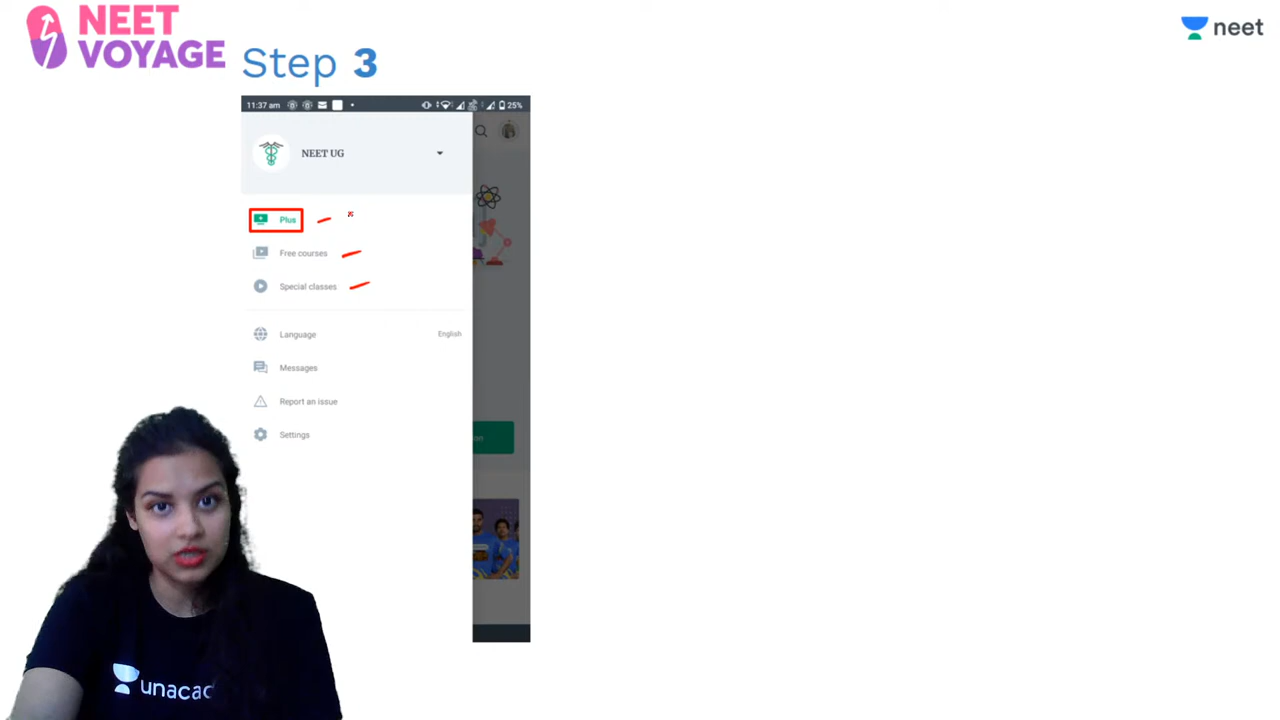 NEET
VOYAGE
neet
Step 3
11:37 am
25%
NEET UG
Plus
Free courses
Special classes
Language
English
Messages
Report an issue
Settings
on
unacad